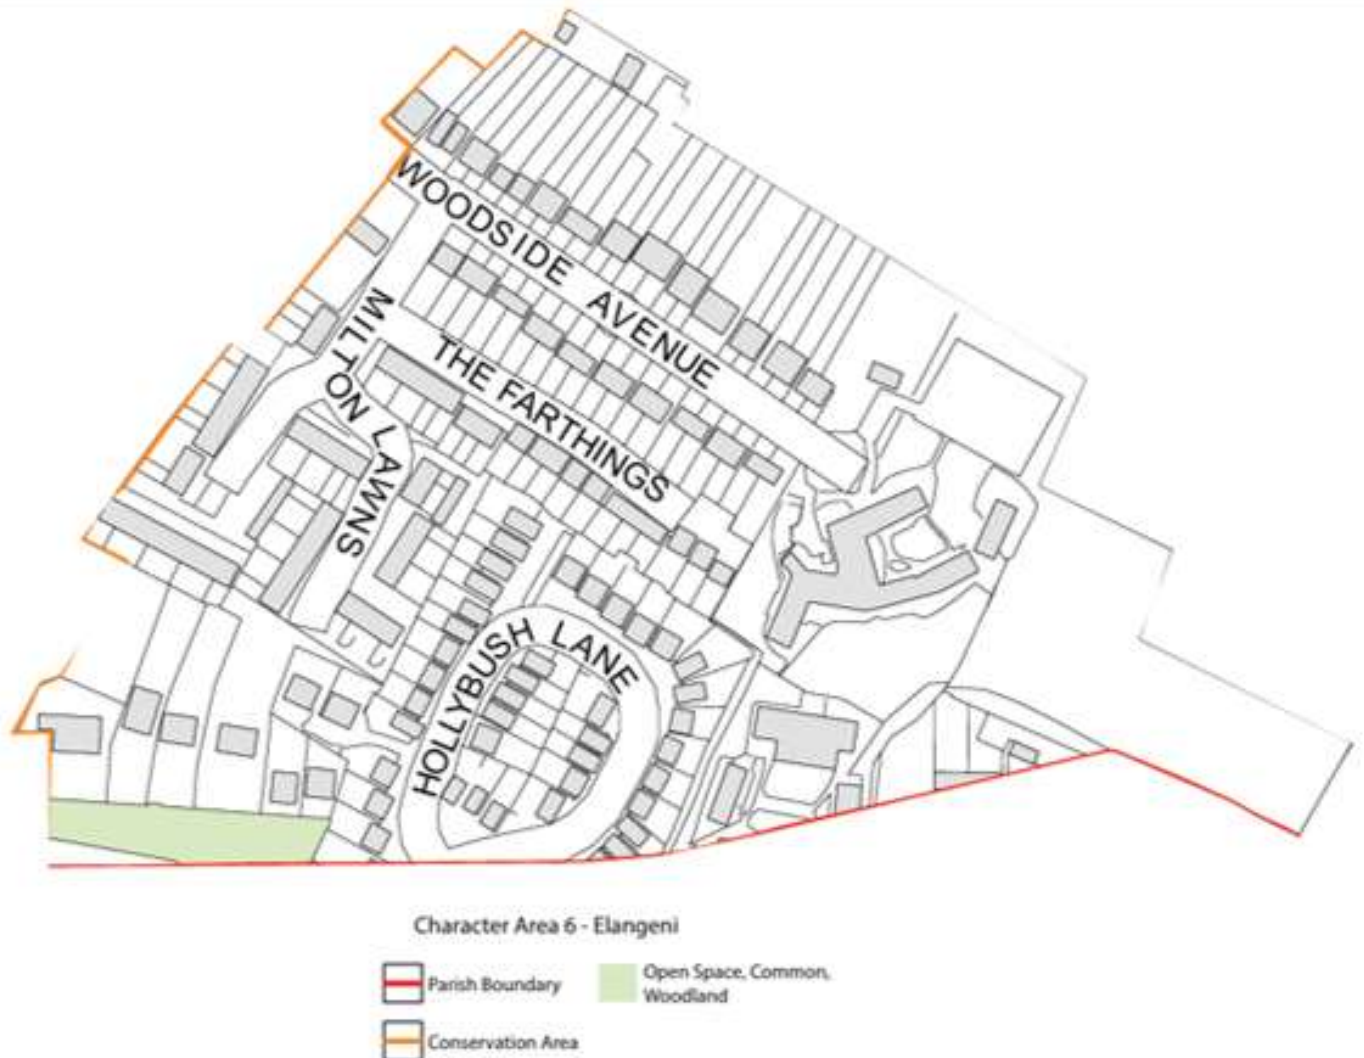 WOODSIDE AVENUE
MILTON LAWNS
THE FARTHINGS
HOLLYBUSH LANE
Character Area 6 - Elangeni
Parish Boundary
Open Space, Common,
Woodland
Conservation Area